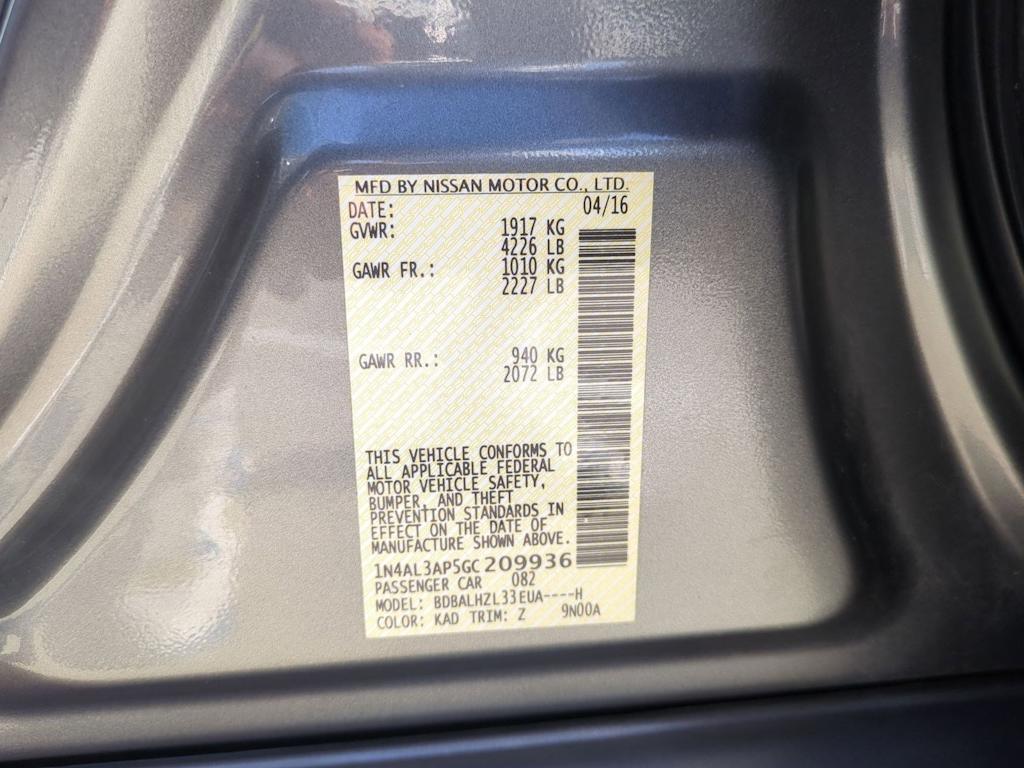 MFD BY NISSAN MOTOR CO., LTD.
DATE: 04/16
GVWR: 1917 KG
4226 LB
GAWR FR.: 1010 KG
2227 LB
GAWR RR.: 940 KG
2072 LB
THIS VEHICLE CONFORMS TO
ALL APPLICABLE FEDERAL
MOTOR VEHICLE SAFETY,
BUMPER, AND THEFT
PREVENTION STANDARDS IN
EFFECT ON THE DATE OF
MANUFACTURE SHOWN ABOVE.
1N4AL3AP5GC209936
PASSENGER CAR 082
MODEL: BDBALHZL33EUA----H
COLOR: KAD TRIM: Z 9N00A